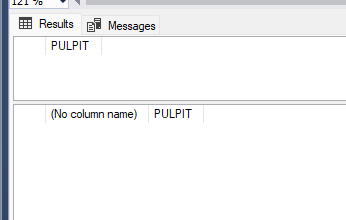 121 %
Results Messages
PULPIT
(No column name) PULPIT